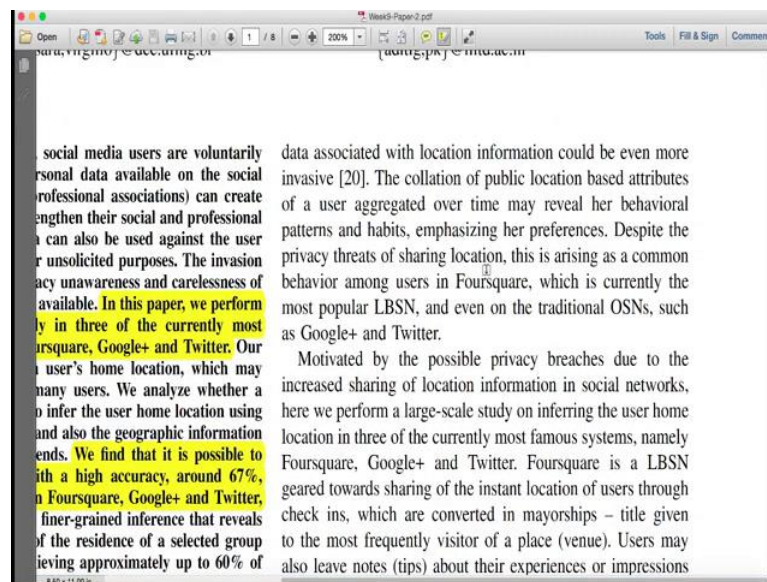 Week9-Paper-2.pdf
Open 1 / 8 200% Tools Fill & Sign Commen
, social media users are voluntarily
rsonal data available on the social
rofessional associations) can create
engthen their social and professional
can also be used against the user
r unsolicited purposes. The invasion
acy unawareness and carelessness of
available. In this paper, we perform
ly in three of the currently most
ursquare, Google+ and Twitter. Our
user's home location, which may
many users. We analyze whether a
o infer the user home location using
and also the geographic information
ends. We find that it is possible to
ith a high accuracy, around 67%,
n Foursquare, Google+ and Twitter,
finer-grained inference that reveals
of the residence of a selected group
ieving approximately up to 60% of
data associated with location information could be even more
invasive [20]. The collation of public location based attributes
of a user aggregated over time may reveal her behavioral
patterns and habits, emphasizing her preferences. Despite the
privacy threats of sharing location, this is arising as a common
behavior among users in Foursquare, which is currently the
most popular LBSN, and even on the traditional OSNs, such
as Google+ and Twitter.
Motivated by the possible privacy breaches due to the
increased sharing of location information in social networks,
here we perform a large-scale study on inferring the user home
location in three of the currently most famous systems, namely
Foursquare, Google+ and Twitter. Foursquare is a LBSN
geared towards sharing of the instant location of users through
check ins, which are converted in mayorships – title given
to the most frequently visitor of a place (venue). Users may
also leave notes (tips) about their experiences or impressions